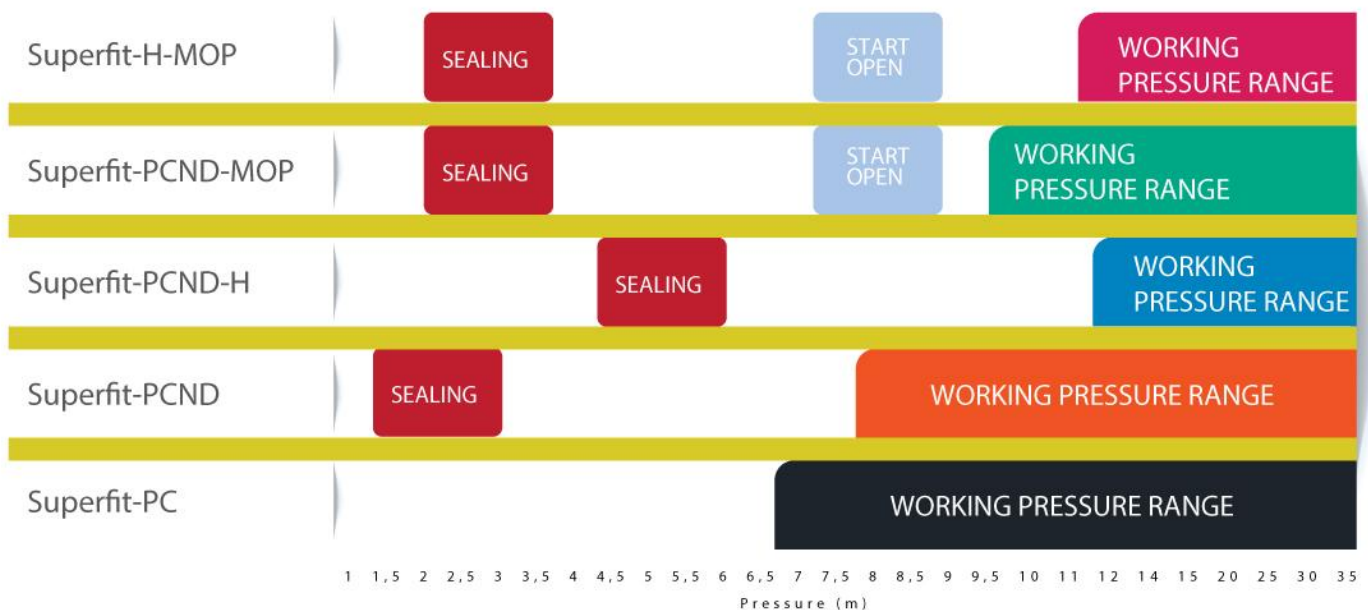 Superfit-H-MOP
SEALING
START
OPEN
WORKING
PRESSURE RANGE
Superfit-PCND-MOP
SEALING
START
OPEN
WORKING
PRESSURE RANGE
Superfit-PCND-H
SEALING
WORKING
PRESSURE RANGE
Superfit-PCND
SEALING
WORKING PRESSURE RANGE
Superfit-PC
WORKING PRESSURE RANGE
1 1,5 2 2,5 3 3,5 4 4,5 5 5,5 6 6,5 7 7,5 8 8,5 9 9,5 10 11 12 14 15 20 25 30 35
Pressure (m)